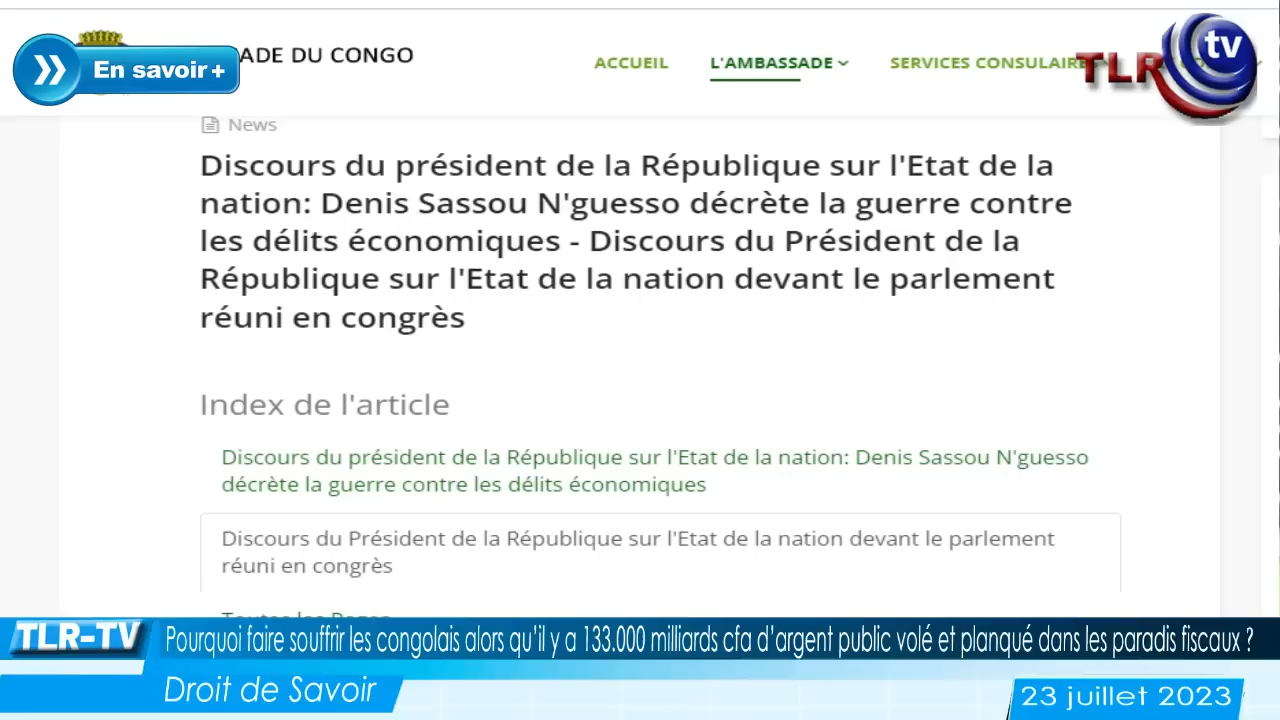 ADE DU CONGO
En savoir+
ACCUEIL L'AMBASSADE SERVICES CONSULAIRES
TLR tv
News
Discours du président de la République sur l'Etat de la
nation: Denis Sassou N'guesso décrète la guerre contre
les délits économiques - Discours du Président de la
République sur l'Etat de la nation devant le parlement
réuni en congrès
Index de l'article
Discours du président de la République sur l'Etat de la nation: Denis Sassou N'guesso
décrète la guerre contre les délits économiques
Discours du Président de la République sur l'Etat de la nation devant le parlement
réuni en congrès
Toutes les Pages
TLR-TV Pourquoi faire souffrir les congolais alors qu'il y a 133.000 milliards cfa d'argent public volé et planqué dans les paradis fiscaux ?
Droit de Savoir
23 juillet 2023